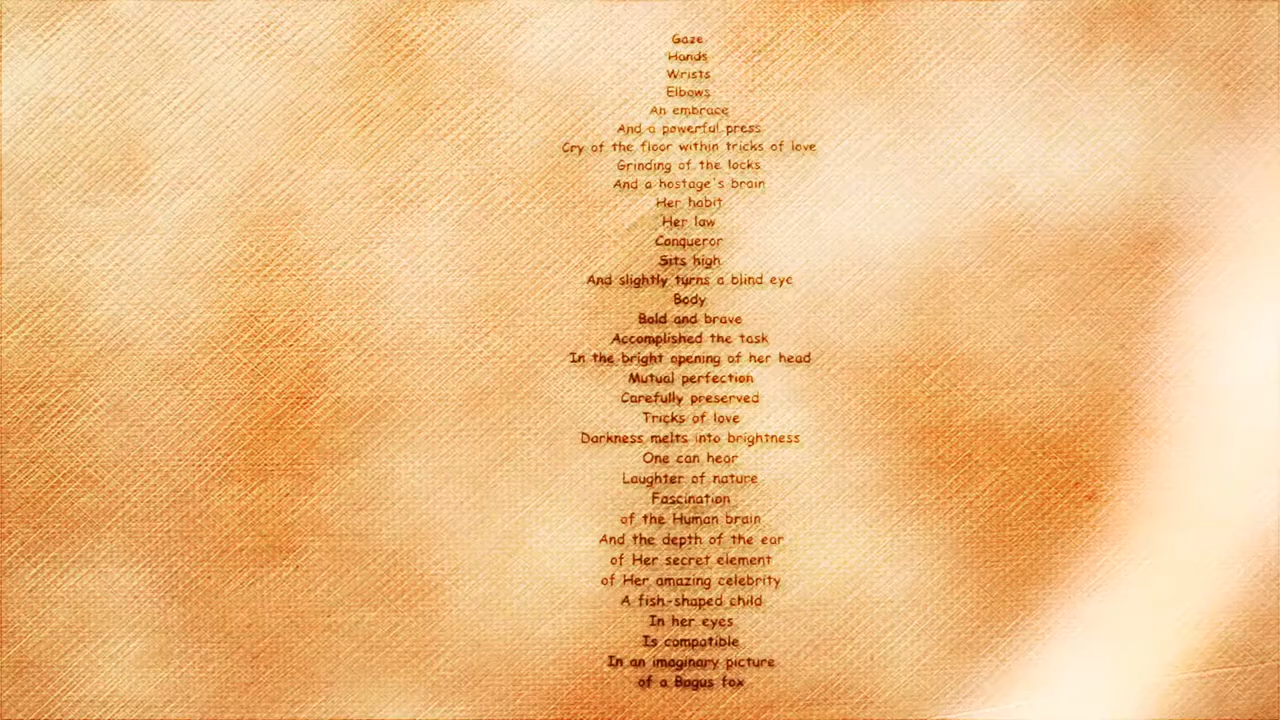 Gaze
Hands
Wrists
Elbows
An embrace
And a powerful press
Cry of the floor within tricks of love
Grinding of the locks
And a hostage's brain
Her habit
Her law
Conqueror
Sits high
And slightly turns a blind eye
Body
Bold and brave
Accomplished the task
In the bright opening of her head
Mutual perfection
Carefully preserved
Tricks of love
Darkness melts into brightness
One can hear
Laughter of nature
Fascination
of the Human brain
And the depth of the ear
of Her secret element
of Her amazing celebrity
A fish-shaped child
In her eyes
Is compatible
In an imaginary picture
of a Bagus fox